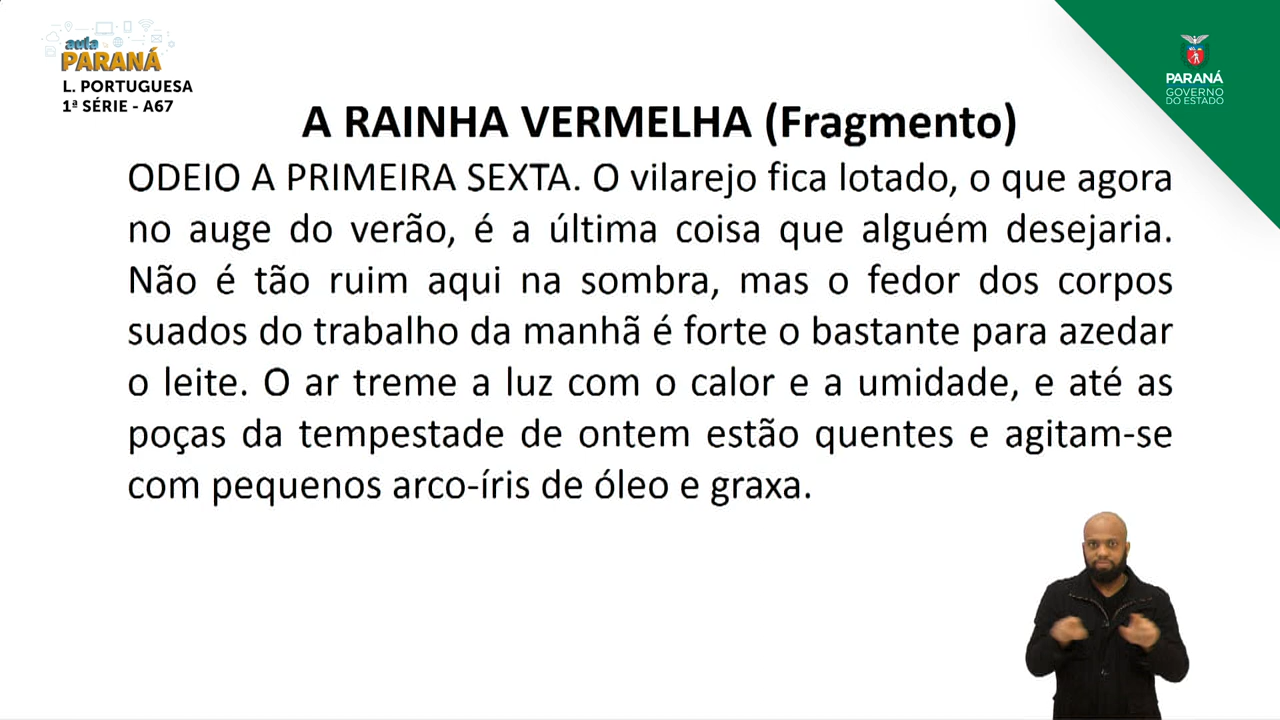 aula
PARANÁ
L. PORTUGUESA
1ª SÉRIE - A67
PARANÁ
GOVERNO
DO ESTADO
A RAINHA VERMELHA (Fragmento)
ODEIO A PRIMEIRA SEXTA. O vilarejo fica lotado, o que agora
no auge do verão, é a última coisa que alguém desejaria.
Não é tão ruim aqui na sombra, mas o fedor dos corpos
suados do trabalho da manhã é forte o bastante para azedar
o leite. O ar treme a luz com o calor e a umidade, e até as
poças da tempestade de ontem estão quentes e agitam-se
com pequenos arco-íris de óleo e graxa.